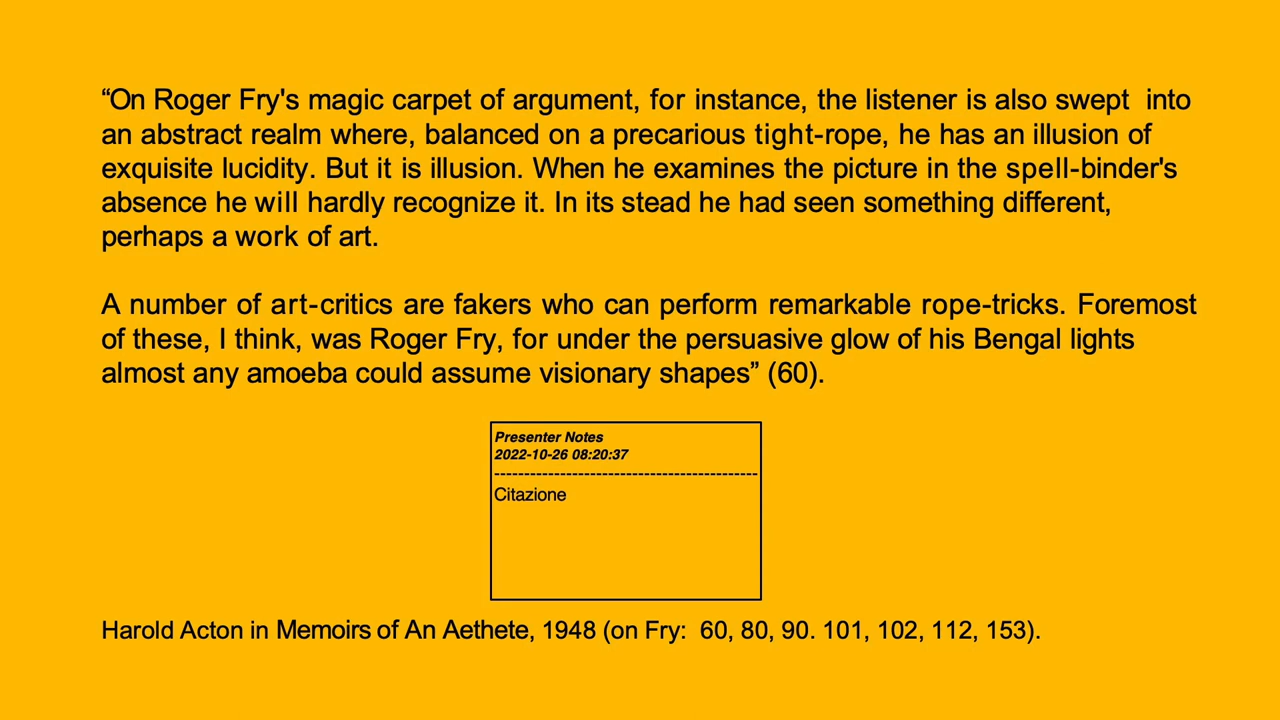 “On Roger Fry's magic carpet of argument, for instance, the listener is also swept  into
an abstract realm where, balanced on a precarious tight-rope, he has an illusion of
exquisite lucidity. But it is illusion. When he examines the picture in the spell-binder's
absence he will hardly recognize it. In its stead he had seen something different,
perhaps a work of art.
A number of art-critics are fakers who can perform remarkable rope-tricks. Foremost
of these, I think, was Roger Fry, for under the persuasive glow of his Bengal lights
almost any amoeba could assume visionary shapes” (60).
Presenter Notes
2022-10-26 08:20:37
--------------------------------------------
Citazione
Harold Acton in Memoirs of An Aethete, 1948 (on Fry:  60, 80, 90. 101, 102, 112, 153).